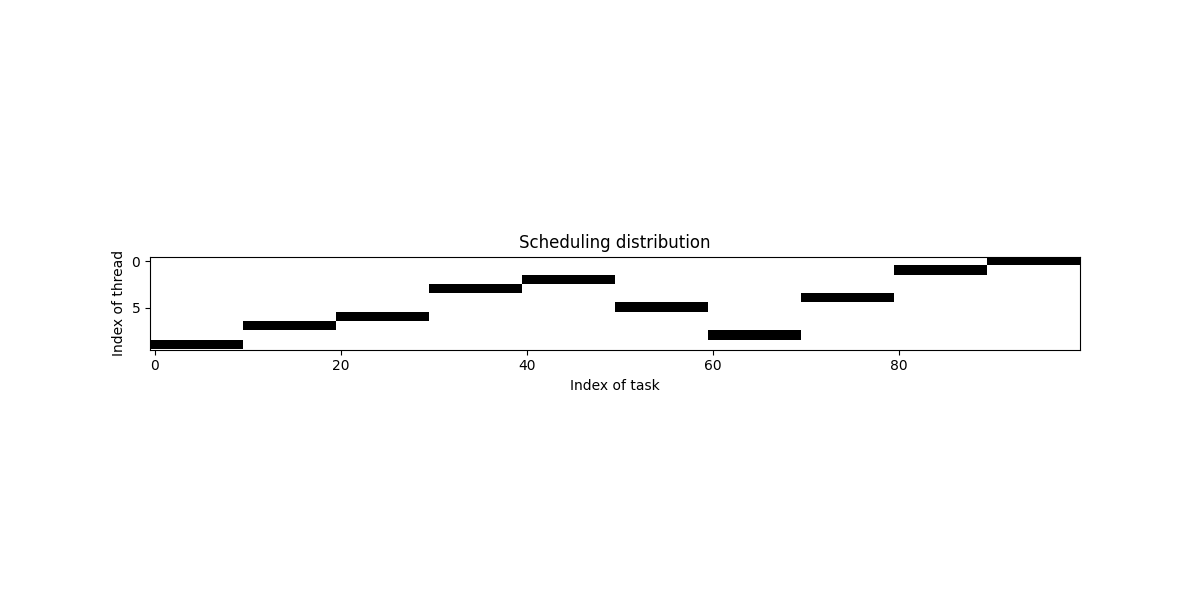 Scheduling distribution
Index of thread
0
5
0 20 40 60 80
Index of task